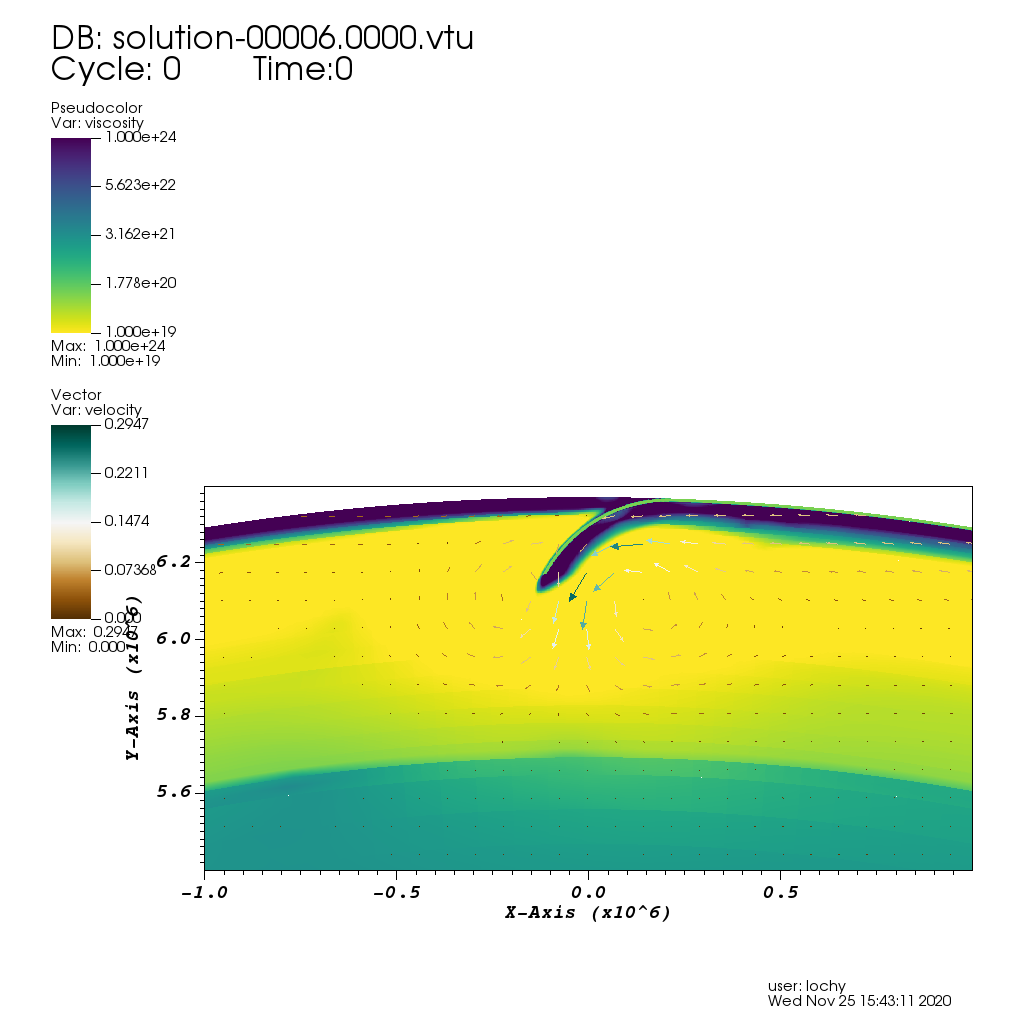 DB: solution-00006.0000.vtu
Cycle: 0 Time:0
Pseudocolor
Var: viscosity
1.000e+24
5.623e+22
3.162e+21
1.778e+20
1.000e+19
Max: 1.000e+24
Min: 1.000e+19
Vector
Var: velocity
0.2947
0.2211
0.1474
0.07368
0.000
Max: 0.2947
Min: 0.000
Y-Axis (x10^6)
6.2
6.0
5.8
5.6
-1.0 -0.5 0.0 0.5
X-Axis (x10^6)
user: lochy
Wed Nov 25 15:43:11 2020